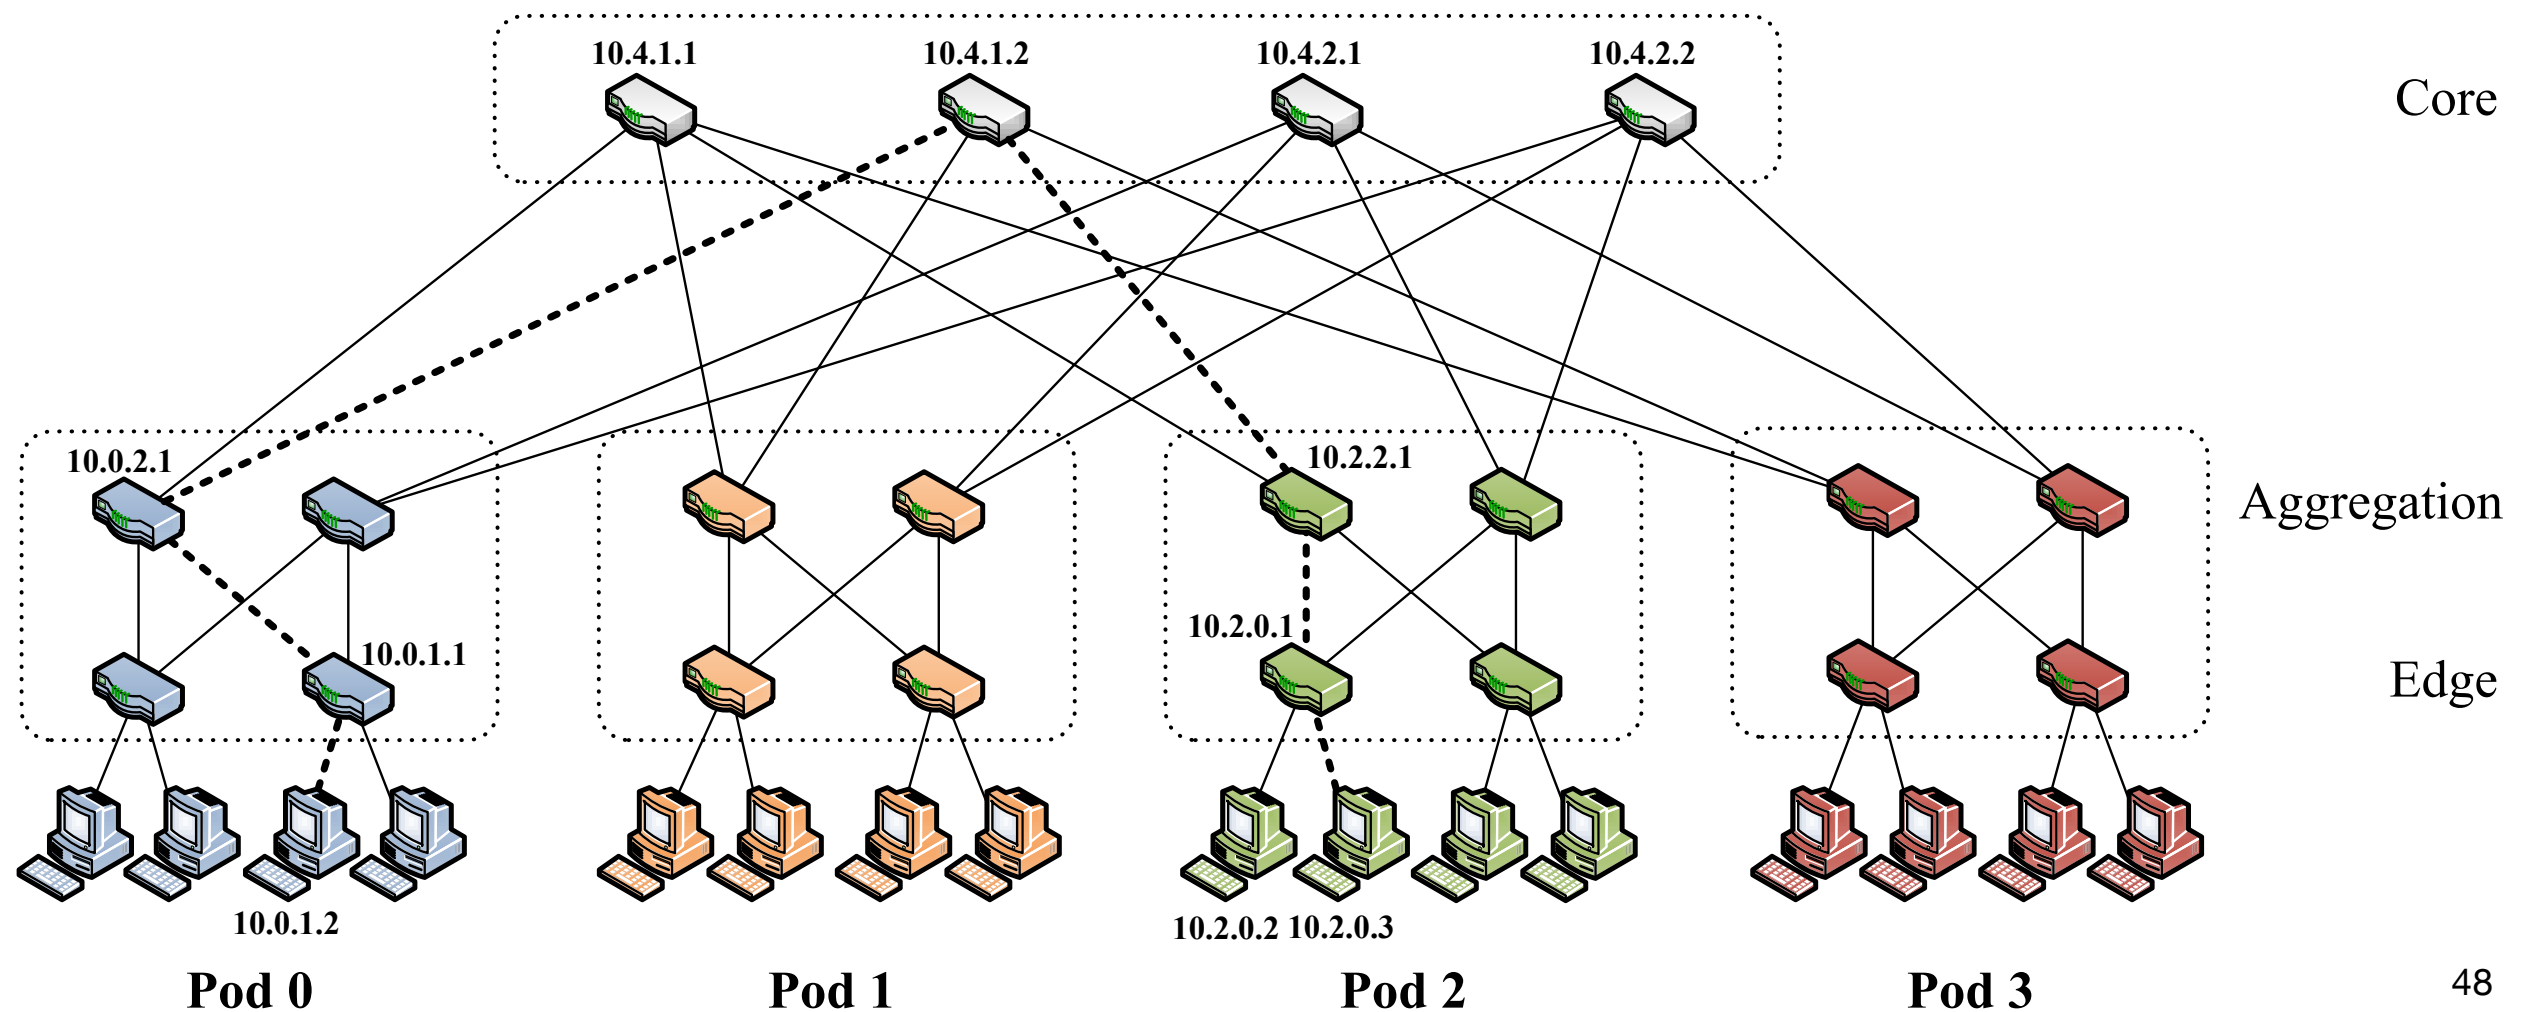 10.4.1.1
10.4.1.2
10.4.2.1
10.4.2.2
Core
10.0.2.1
10.2.2.1
Aggregation
10.2.0.1
10.0.1.1
Edge
10.0.1.2
10.2.0.2
10.2.0.3
Pod 0
Pod 1
Pod 2
Pod 3
48